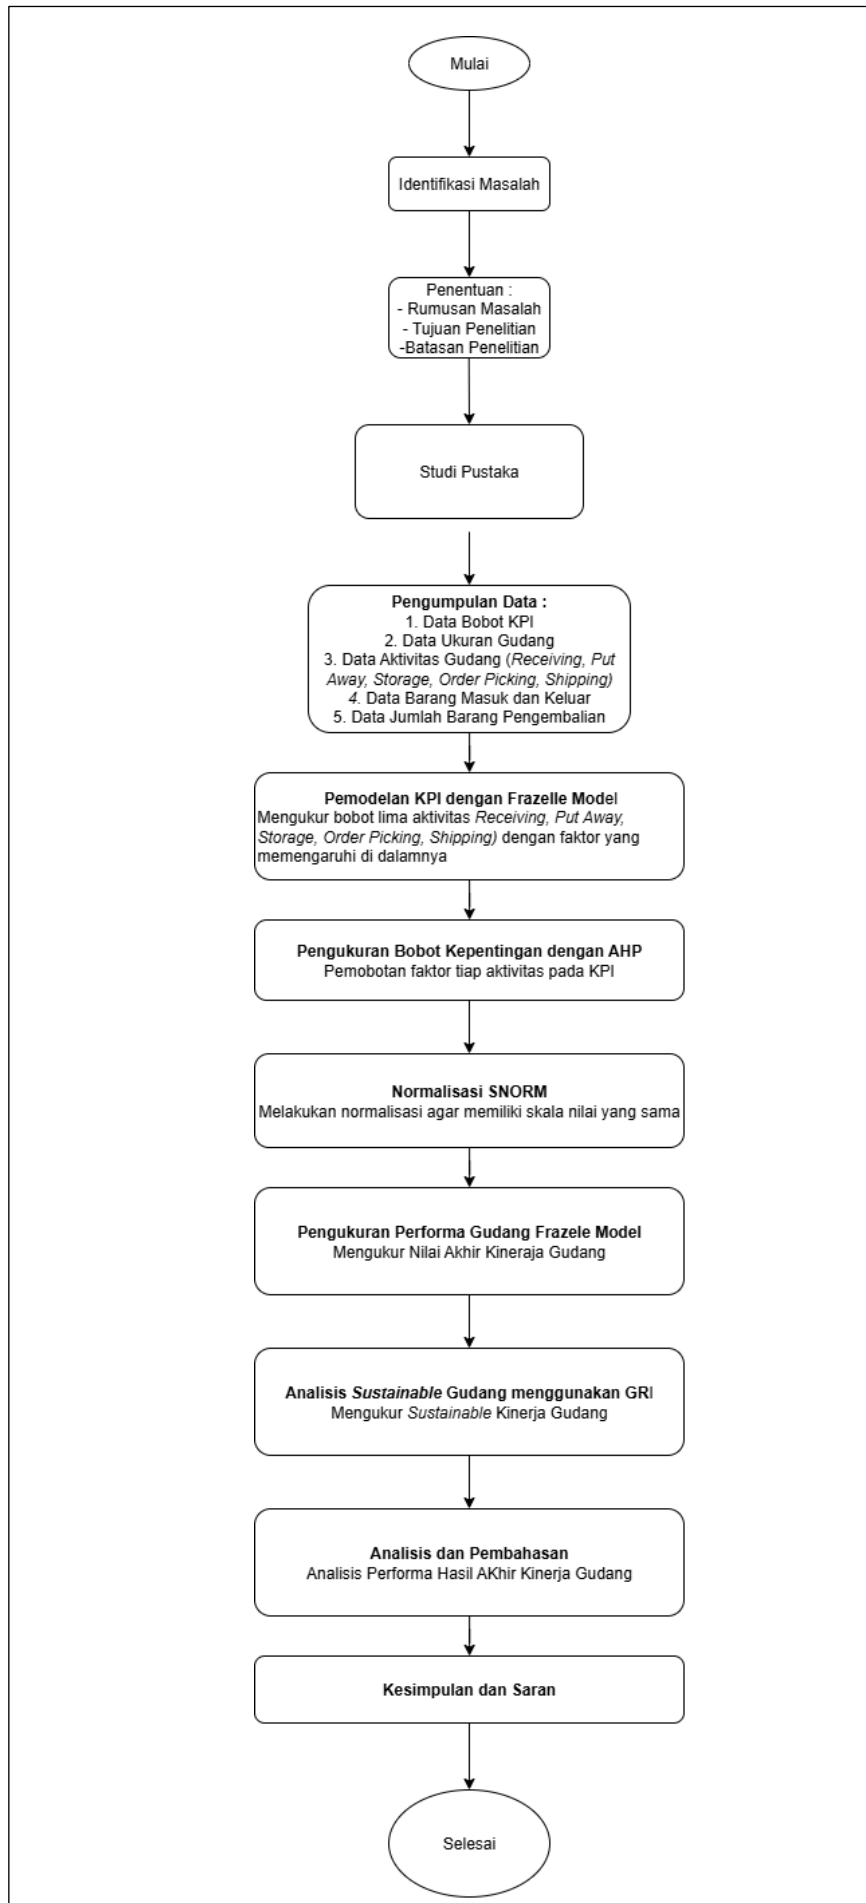 Mulai
Identifikasi Masalah
Penentuan :
- Rumusan Masalah
- Tujuan Penelitian
-Batasan Penelitian
Studi Pustaka
Pengumpulan Data :
1. Data Bobot KPI
2. Data Ukuran Gudang
3. Data Aktivitas Gudang (Receiving, Put
Away, Storage, Order Picking, Shipping)
4. Data Barang Masuk dan Keluar
5. Data Jumlah Barang Pengembalian
Pemodelan KPI dengan Frazelle Model
Mengukur bobot lima aktivitas Receiving, Put Away,
Storage, Order Picking, Shipping) dengan faktor yang
memengaruhi di dalamnya
Pengukuran Bobot Kepentingan dengan AHP
Pemobotan faktor tiap aktivitas pada KPI
Normalisasi SNORM
Melakukan normalisasi agar memiliki skala nilai yang sama
Pengukuran Performa Gudang Frazele Model
Mengukur Nilai Akhir Kineraja Gudang
Analisis Sustainable Gudang menggunakan GRI
Mengukur Sustainable Kinerja Gudang
Analisis dan Pembahasan
Analisis Performa Hasil AKhir Kinerja Gudang
Kesimpulan dan Saran
Selesai